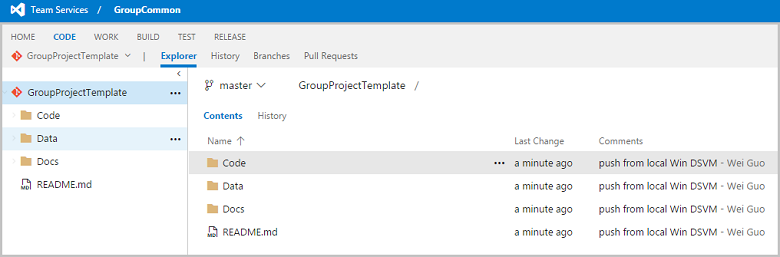 Team Services / GroupCommon
HOME CODE WORK BUILD TEST RELEASE
GroupProjectTemplate | Explorer History Branches Pull Requests
GroupProjectTemplate ...
Code
Data ...
Docs
README.md
master GroupProjectTemplate /
Contents History
Name Last Change Comments
Code ... a minute ago push from local Win DSVM - Wei Guo
Data a minute ago push from local Win DSVM - Wei Guo
Docs a minute ago push from local Win DSVM - Wei Guo
README.md a minute ago push from local Win DSVM - Wei Guo